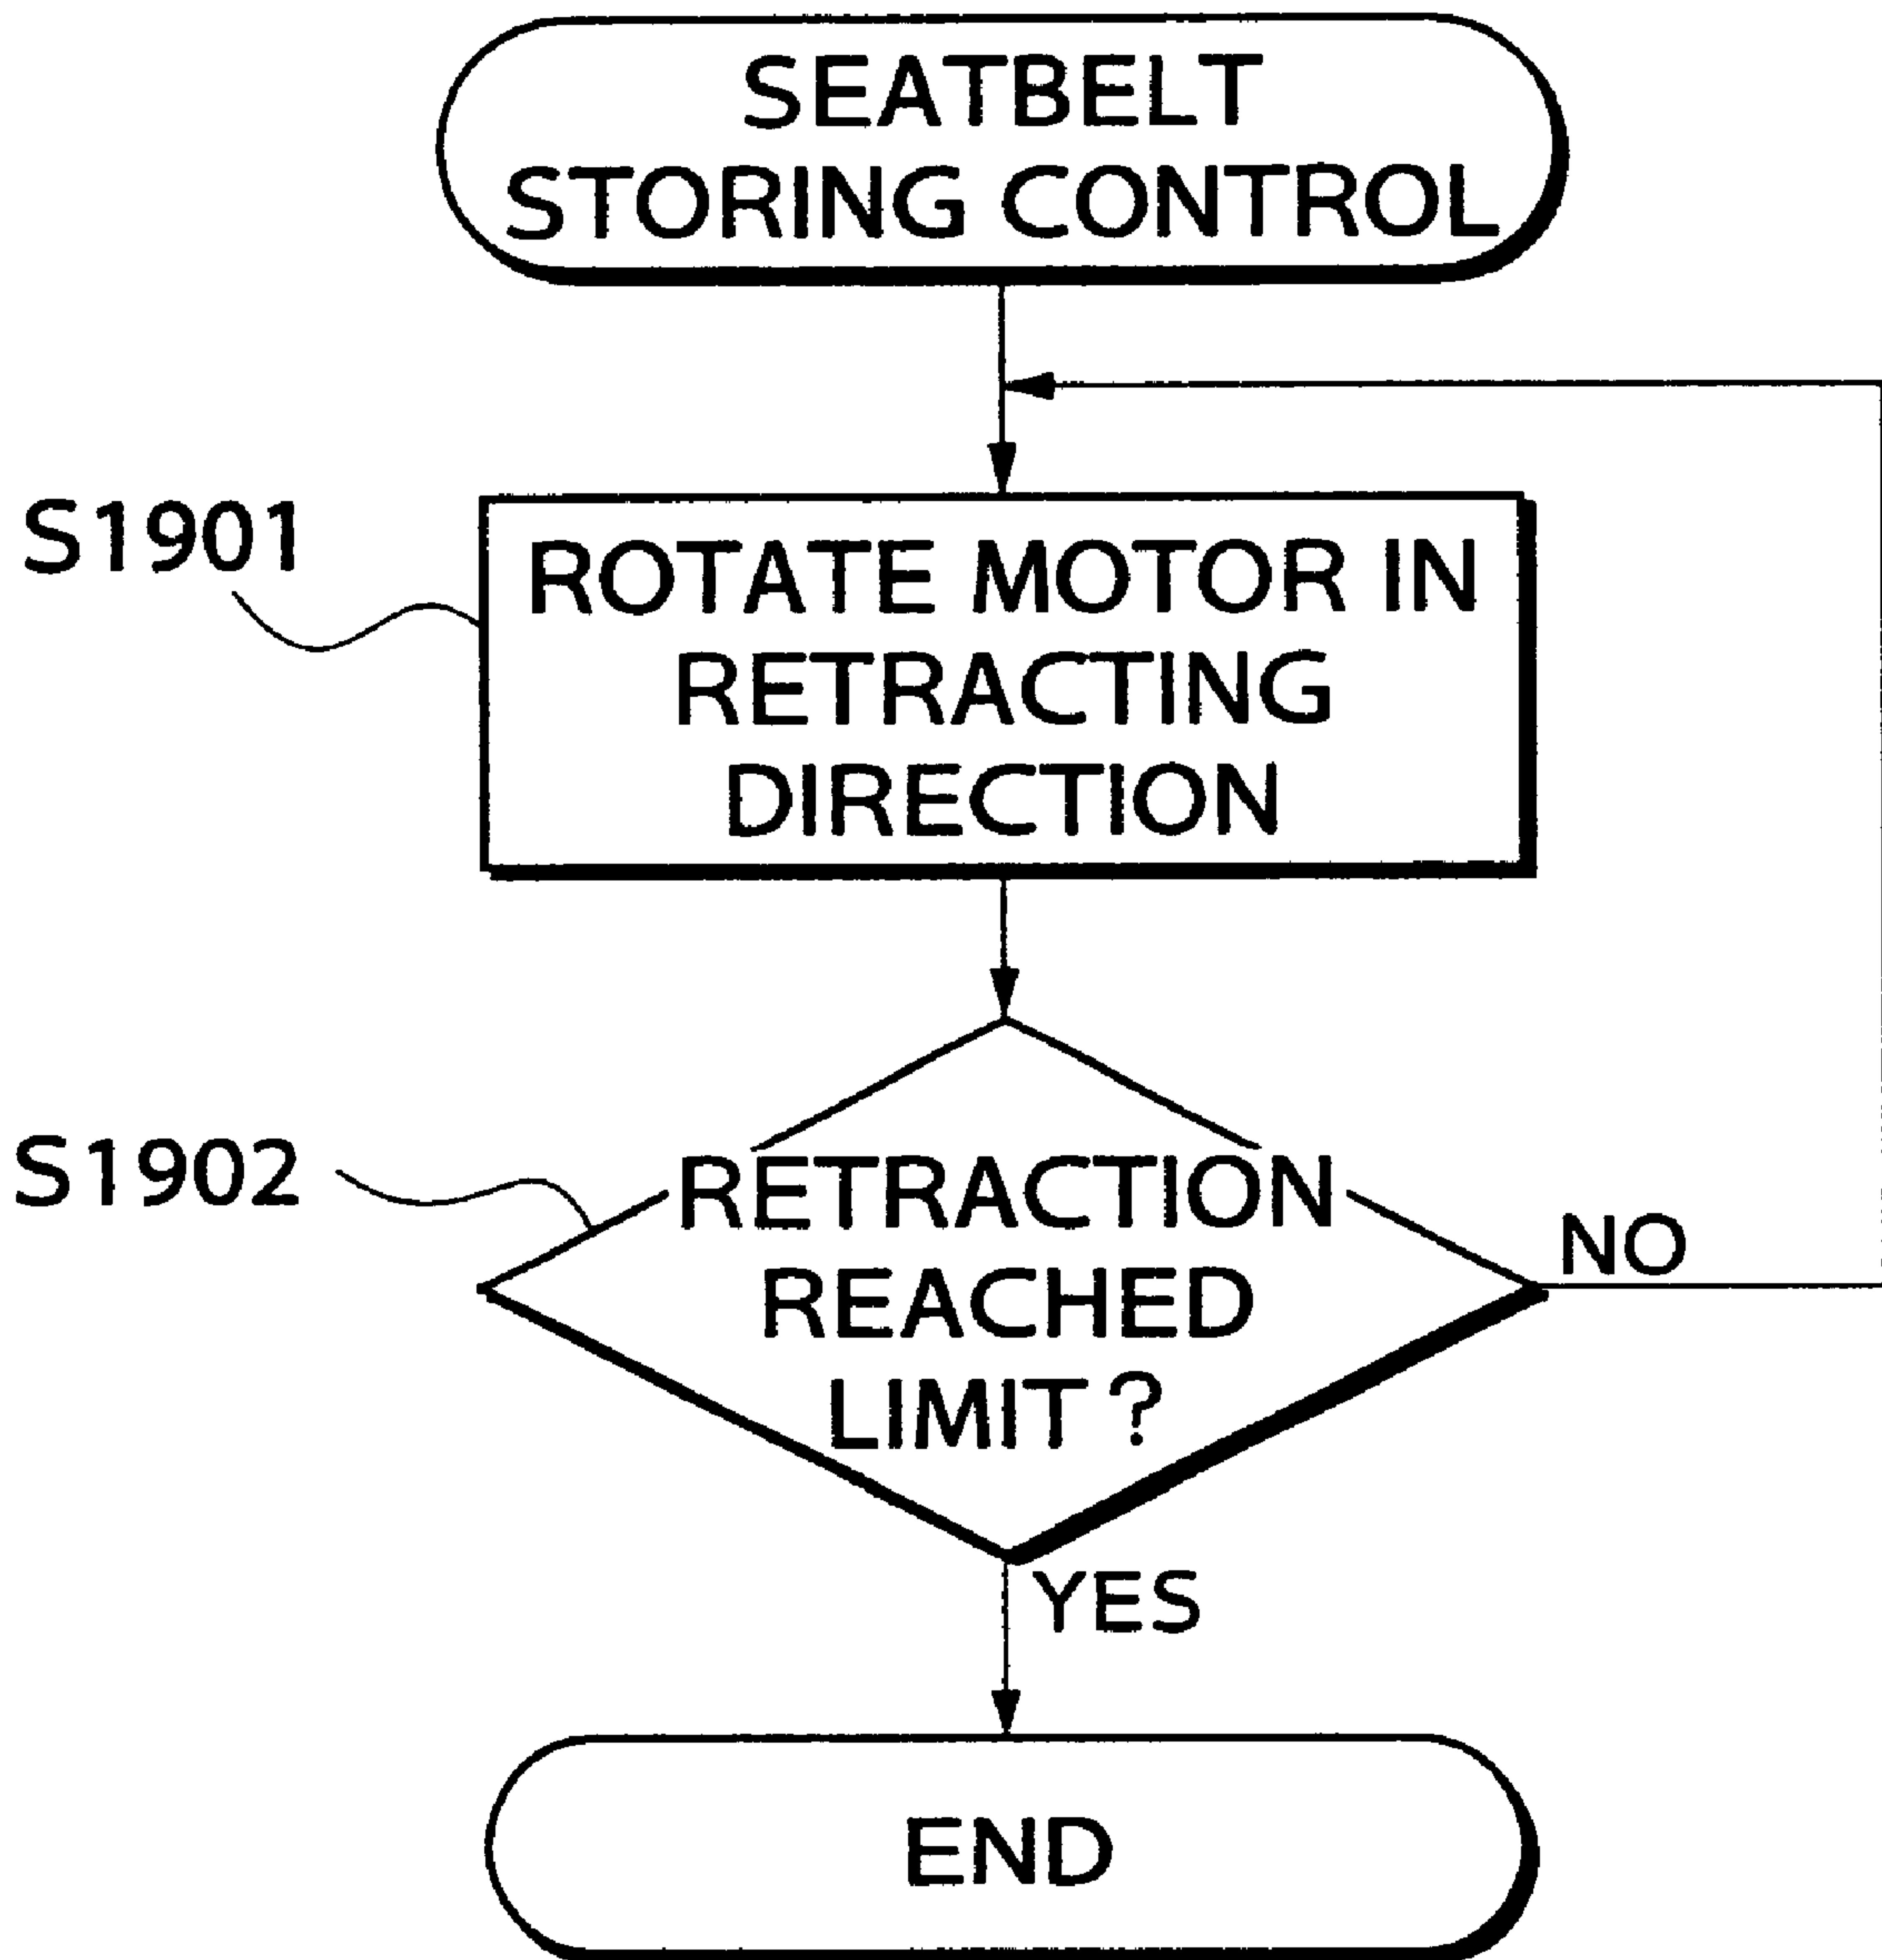 SEATBELT
STORING CONTROL
S1901
ROTATE MOTOR IN
RETRACTING
DIRECTION
S1902
RETRACTION
REACHED
LIMIT?
NO
YES
END